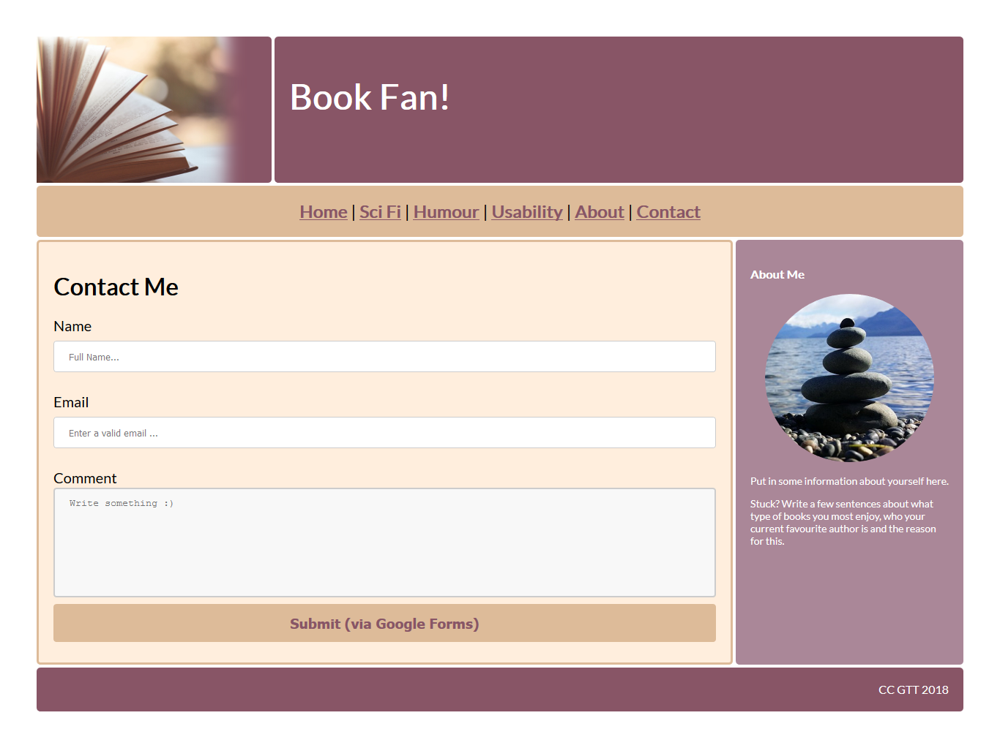 Book Fan!
Home | Sci Fi | Humour | Usability | About | Contact
Contact Me
Name
Full Name...
Email
Enter a valid email ...
Comment
Write something :)
Submit (via Google Forms)
About Me
Put in some information about yourself here.
Stuck? Write a few sentences about what
type of books you most enjoy, who your
current favourite author is and the reason
for this.
CC GTT 2018